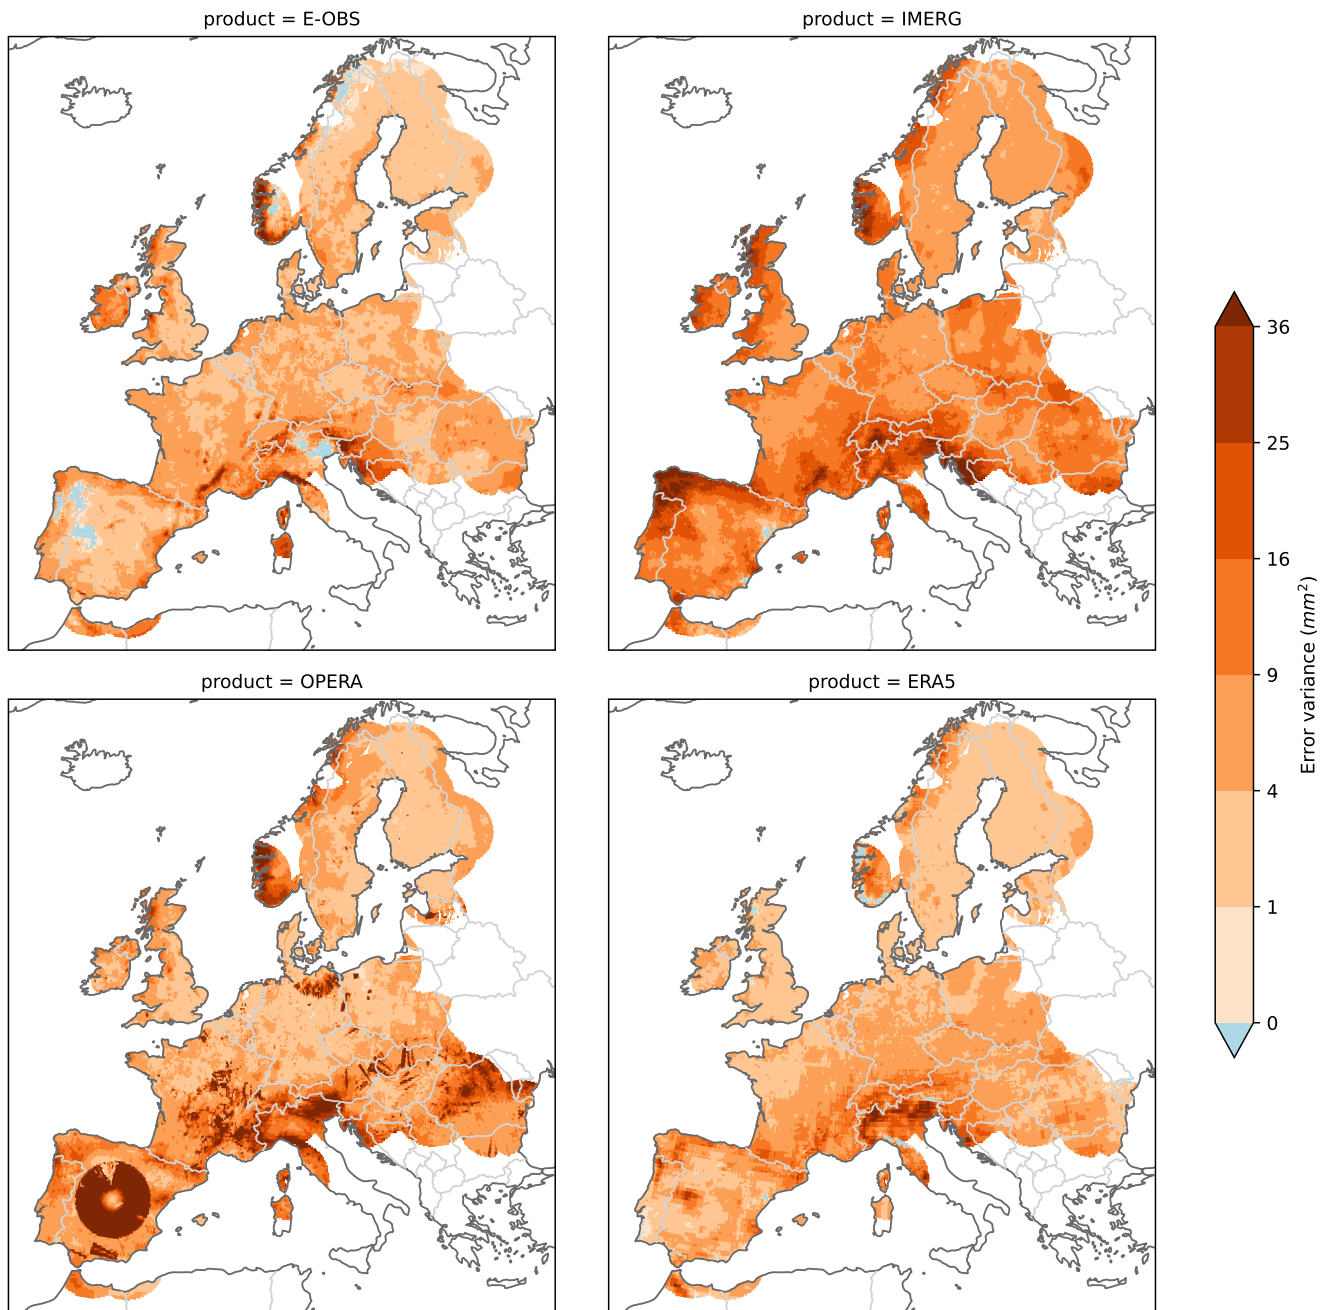 product = E-OBS
product = IMERG
36
25
16
9
4
1
0
Error variance (mm²)
product = OPERA
product = ERA5